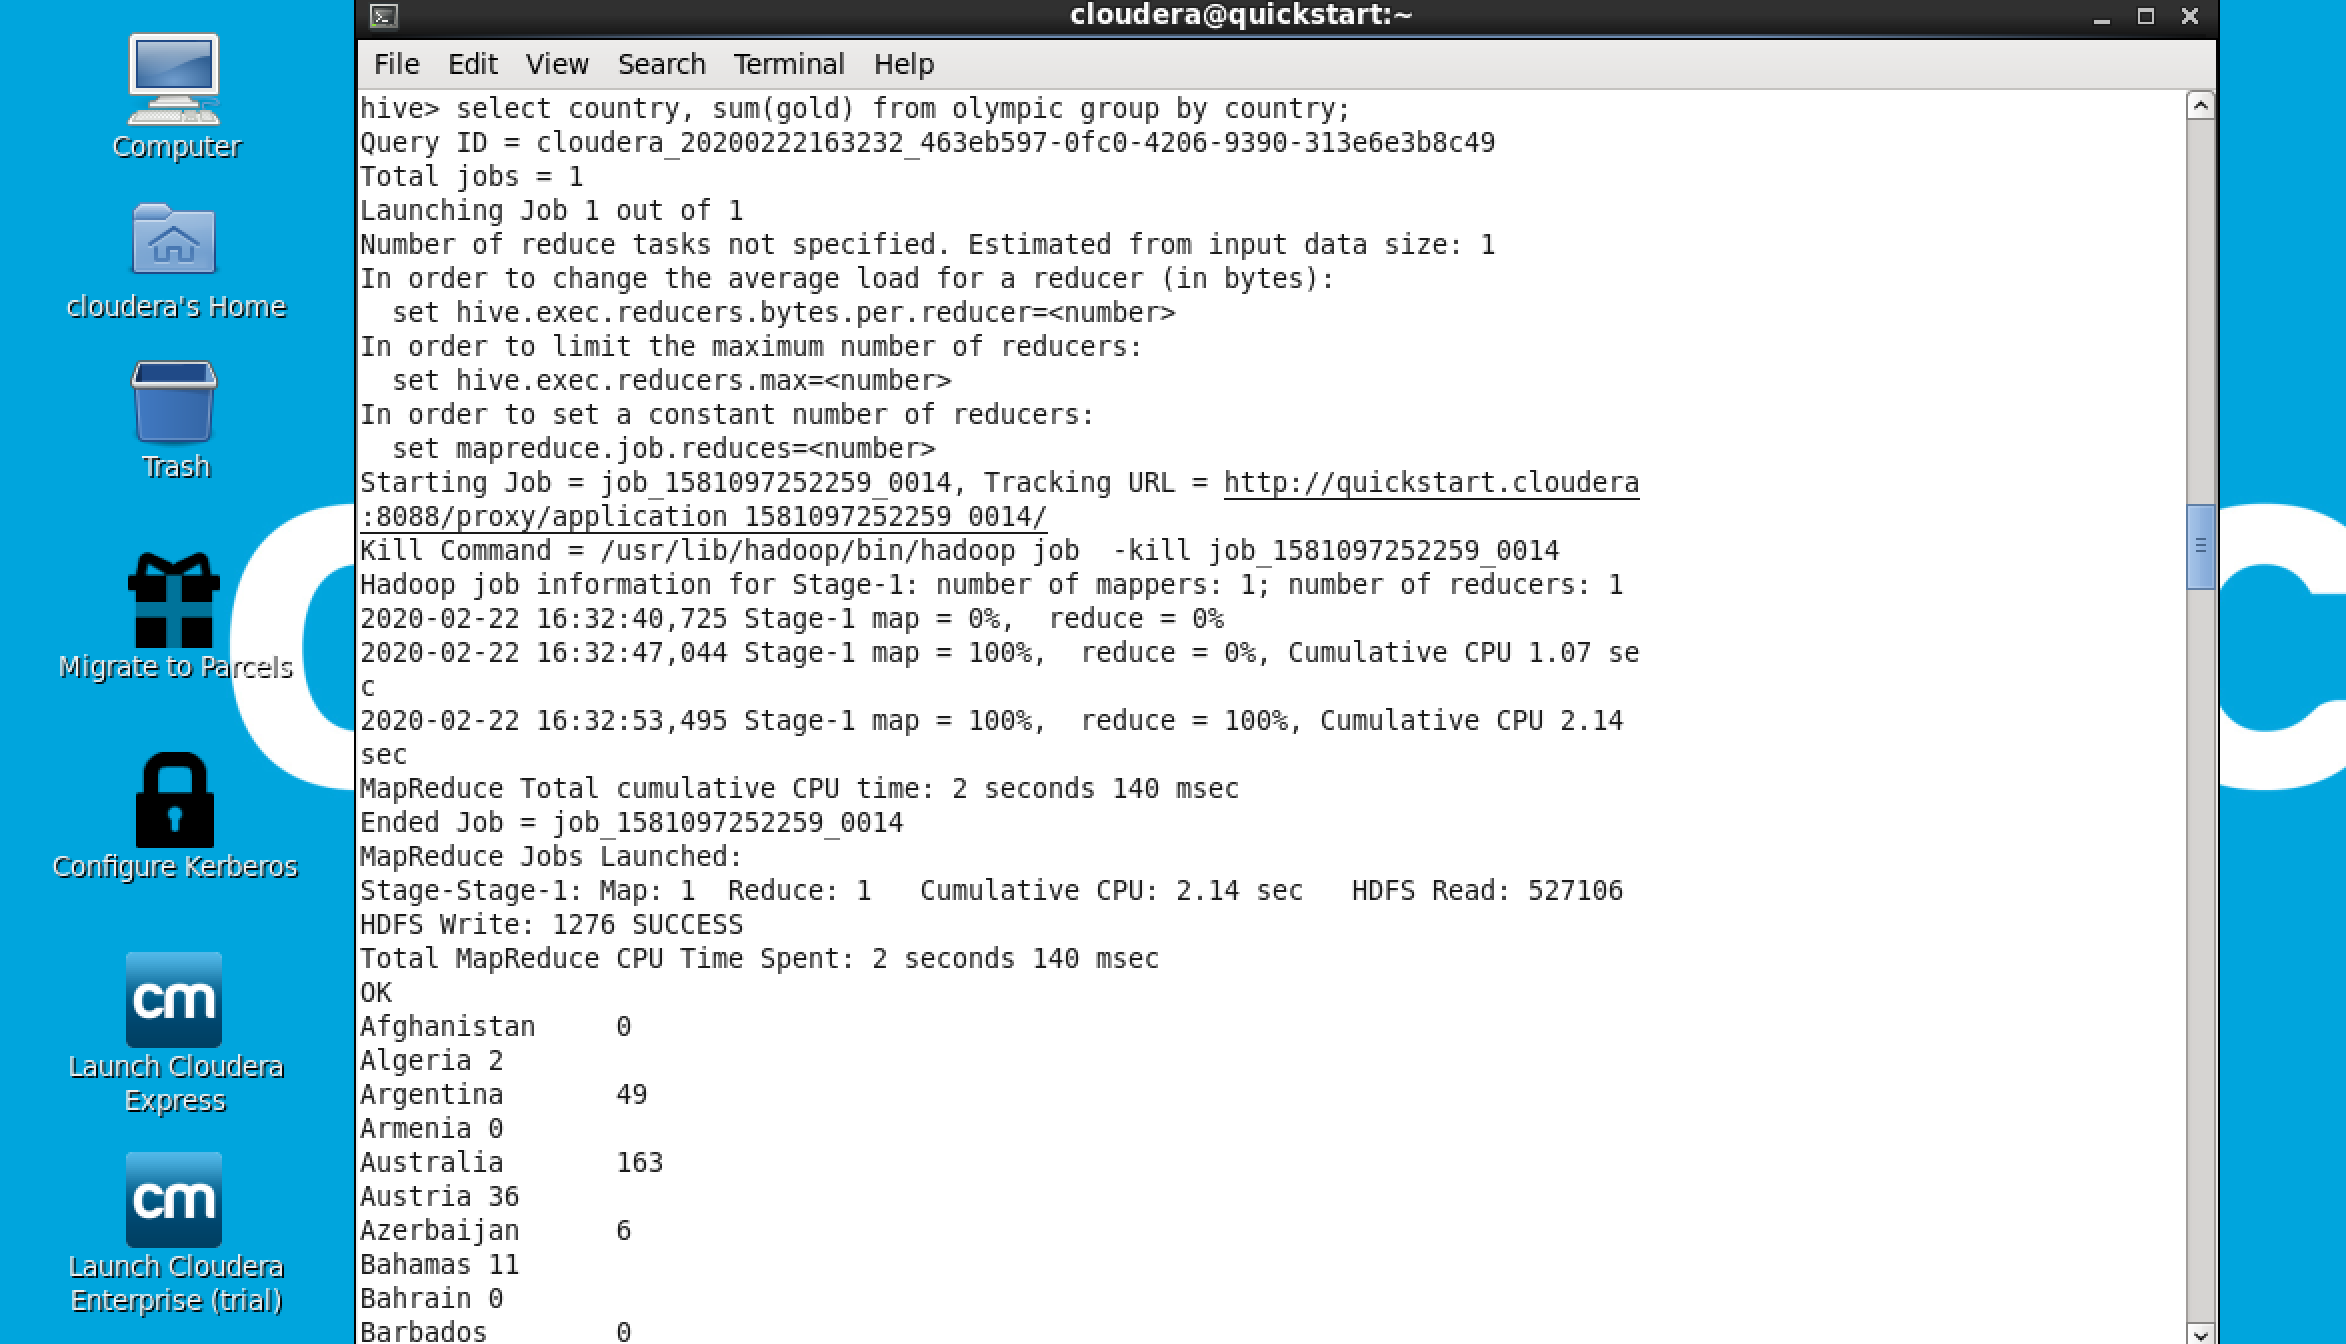 cloudera@quickstart:~
File Edit View Search Terminal Help
Computer
cloudera's Home
Trash
Migrate to Parcels
Configure Kerberos
cm
Launch Cloudera
Express
cm
Launch Cloudera
Enterprise (trial)
hive> select country, sum(gold) from olympic group by country;
Query ID = cloudera_20200222163232_463eb597-0fc0-4206-9390-313e6e3b8c49
Total jobs = 1
Launching Job 1 out of 1
Number of reduce tasks not specified. Estimated from input data size: 1
In order to change the average load for a reducer (in bytes):
  set hive.exec.reducers.bytes.per.reducer=<number>
In order to limit the maximum number of reducers:
  set hive.exec.reducers.max=<number>
In order to set a constant number of reducers:
  set mapreduce.job.reduces=<number>
Starting Job = job_1581097252259_0014, Tracking URL = http://quickstart.cloudera
:8088/proxy/application_1581097252259_0014/
Kill Command = /usr/lib/hadoop/bin/hadoop job  -kill job_1581097252259_0014
Hadoop job information for Stage-1: number of mappers: 1; number of reducers: 1
2020-02-22 16:32:40,725 Stage-1 map = 0%,  reduce = 0%
2020-02-22 16:32:47,044 Stage-1 map = 100%,  reduce = 0%, Cumulative CPU 1.07 se
c
2020-02-22 16:32:53,495 Stage-1 map = 100%,  reduce = 100%, Cumulative CPU 2.14
sec
MapReduce Total cumulative CPU time: 2 seconds 140 msec
Ended Job = job_1581097252259_0014
MapReduce Jobs Launched:
Stage-Stage-1: Map: 1  Reduce: 1   Cumulative CPU: 2.14 sec   HDFS Read: 527106
HDFS Write: 1276 SUCCESS
Total MapReduce CPU Time Spent: 2 seconds 140 msec
OK
Afghanistan     0
Algeria 2
Argentina       49
Armenia 0
Australia       163
Austria 36
Azerbaijan      6
Bahamas 11
Bahrain 0
Barbados        0